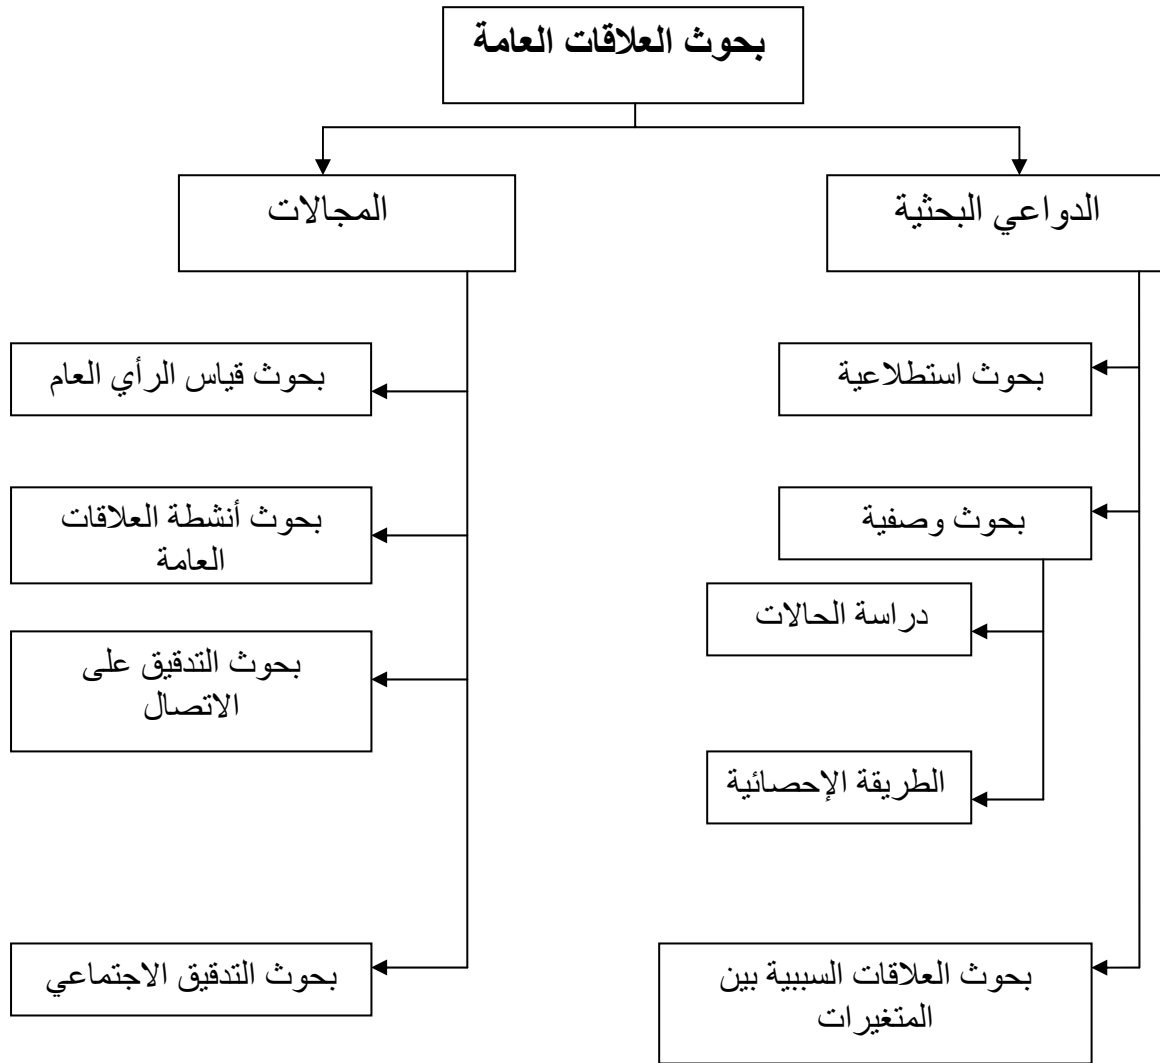 بحوث العلاقات العامة
الدواعي البحثية
المجالات
بحوث استطلاعية
بحوث وصفية
دراسة الحالات
الطريقة الإحصائية
بحوث العلاقات السببية بين
المتغيرات
بحوث قياس الرأي العام
بحوث أنشطة العلاقات
العامة
بحوث التدقيق على
الاتصال
بحوث التدقيق الاجتماعي